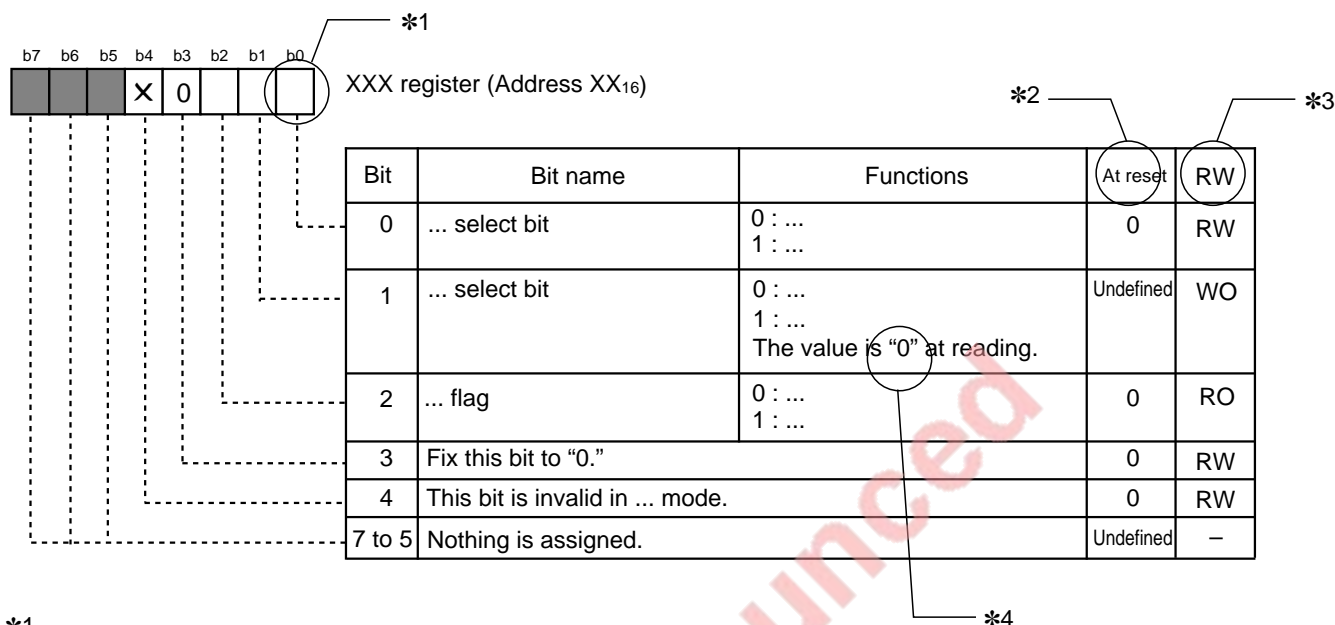 ✽1
b7 b6 b5 b4 b3 b2 b1 b0
X 0
XXX register (Address XX16)
✽2
✽3
Bit Bit name Functions At reset RW
0 ... select bit 0 : ... 0 RW
1 : ...
1 ... select bit 0 : ... Undefined WO
1 : ...
The value is “0” at reading.
2 ... flag 0 : ... 0 RO
1 : ...
3 Fix this bit to “0.” 0 RW
4 This bit is invalid in ... mode. 0 RW
7 to 5 Nothing is assigned. Undefined –
✽4
✽1